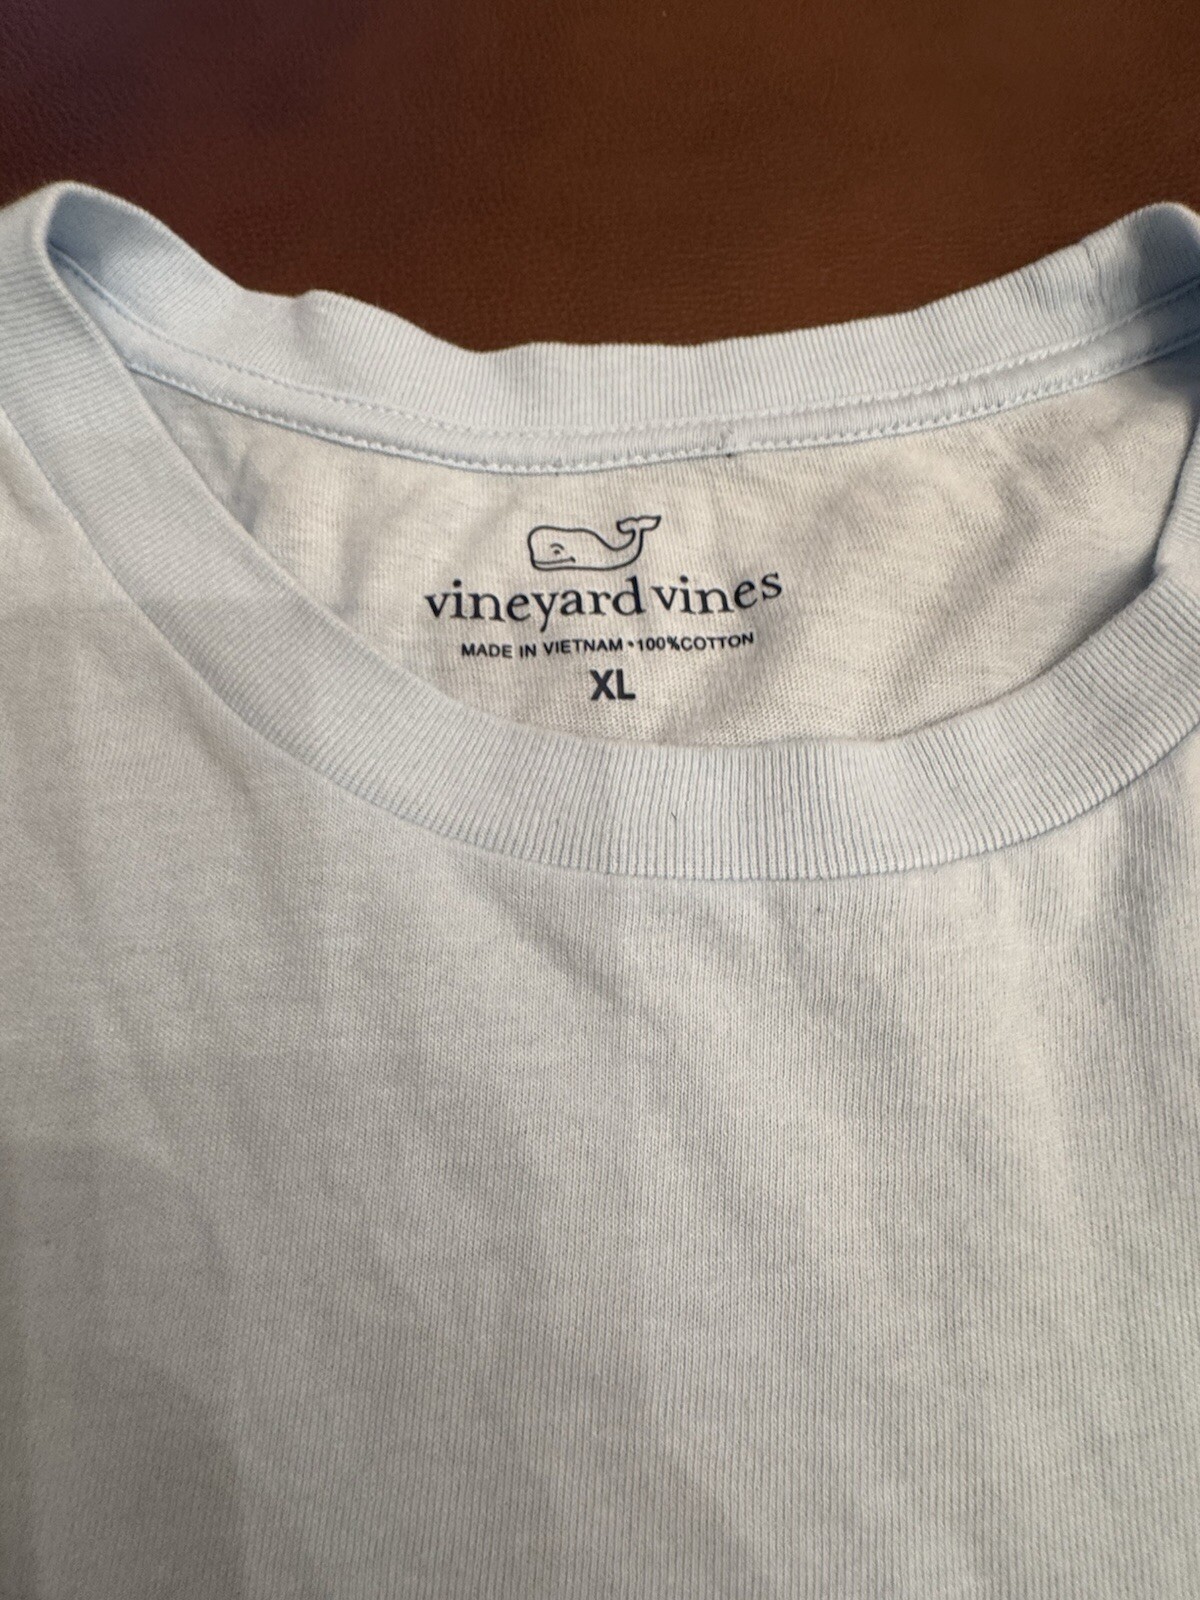 vineyard vines
MADE IN VIETNAM • 100%COTTON
XL